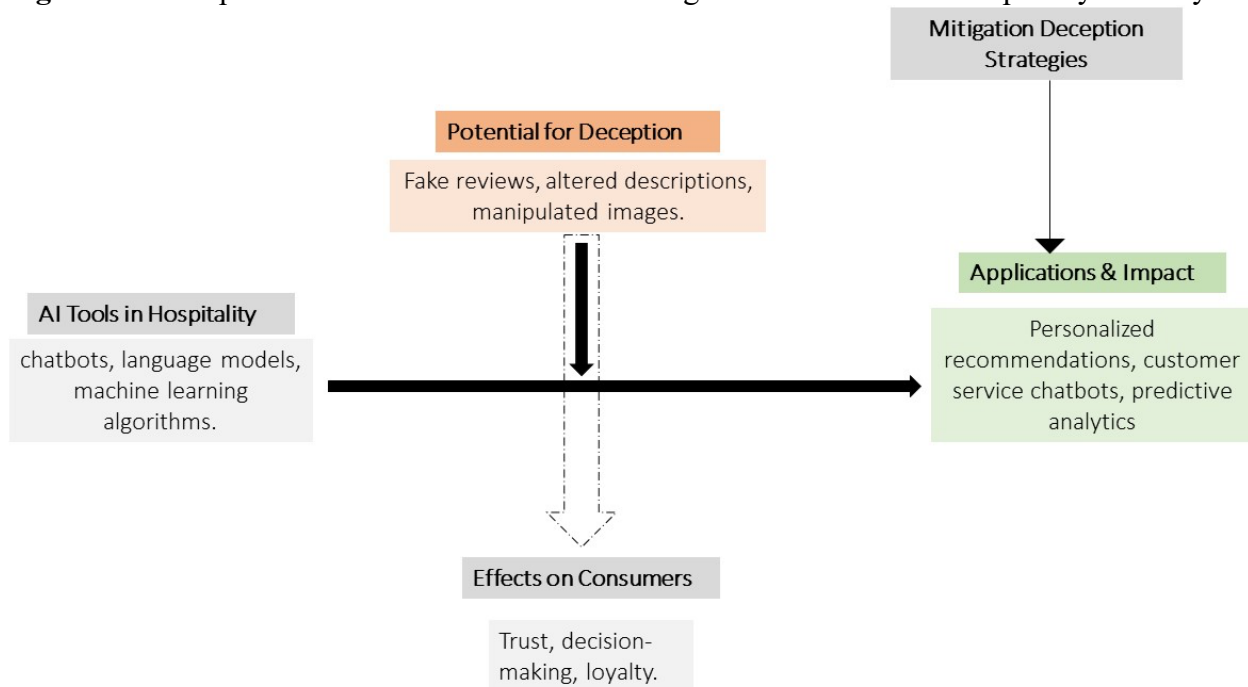 Mitigation Deception
Strategies
Potential for Deception
Fake reviews, altered descriptions,
manipulated images.
Applications & Impact
AI Tools in Hospitality
chatbots, language models,
machine learning
algorithms.
Personalized
recommendations, customer
service chatbots, predictive
analytics
Effects on Consumers
Trust, decision-
making, loyalty.